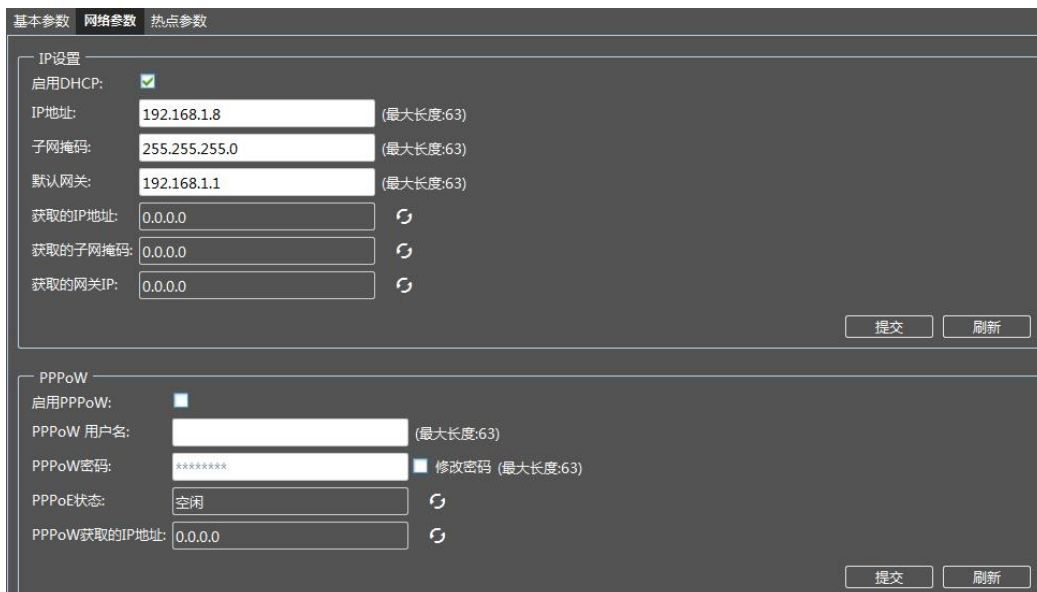 基本参数 网络参数 热点参数
IP设置
启用DHCP:
IP地址: 192.168.1.8 (最大长度:63)
子网掩码: 255.255.255.0 (最大长度:63)
默认网关: 192.168.1.1 (最大长度:63)
获取的IP地址: 0.0.0.0
获取的子网掩码: 0.0.0.0
获取的网关IP: 0.0.0.0
提交 刷新
PPPoW
启用PPPoW:
PPPoW 用户名: (最大长度:63)
PPPoW密码: ******** 修改密码 (最大长度:63)
PPPoE状态: 空闲
PPPoW获取的IP地址: 0.0.0.0
提交 刷新